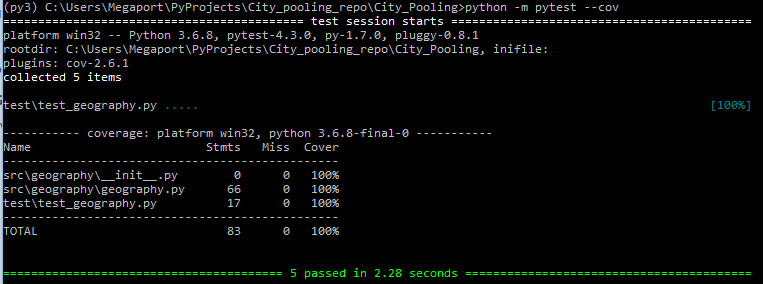 (py3) C:\Users\Megaport\PyProjects\City_pooling_repo\City_Pooling>python -m pytest --cov
============================================= test session starts =============================================
platform win32 -- Python 3.6.8, pytest-4.3.0, py-1.7.0, pluggy-0.8.1
rootdir: C:\Users\Megaport\PyProjects\City_pooling_repo\City_Pooling, inifile:
plugins: cov-2.6.1
collected 5 items
test\test_geography.py ..... [100%]
----------- coverage: platform win32, python 3.6.8-final-0 -----------
Name Stmts Miss Cover
--------------------------------------------------
src\geography\__init__.py 0 0 100%
src\geography\geography.py 66 0 100%
test\test_geography.py 17 0 100%
--------------------------------------------------
TOTAL 83 0 100%
========================================== 5 passed in 2.28 seconds ===========================================